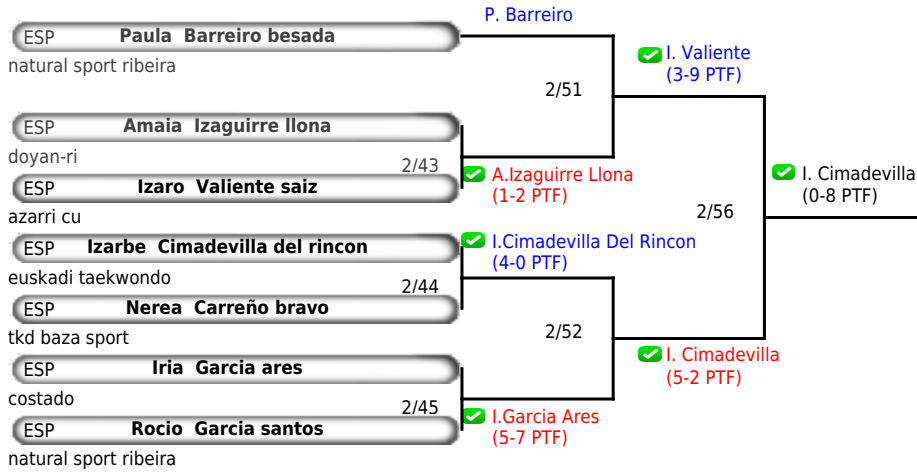 P. Barreiro
ESP Paula Barreiro besada
natural sport ribeira
I. Valiente
(3-9 PTF)
2/51
ESP Amaia Izaguirre llona
doyan-ri
2/43
A.Izaguirre Llona
(1-2 PTF)
ESP Izaro Valiente saiz
azarri cu
I. Cimadevilla
(0-8 PTF)
2/56
ESP Izarbe Cimadevilla del rincon
euskadi taekwondo
I.Cimadevilla Del Rincon
(4-0 PTF)
2/44
ESP Nerea Carreño bravo
tkd baza sport
2/52
I. Cimadevilla
(5-2 PTF)
ESP Iria Garcia ares
costado
2/45
I.Garcia Ares
(5-7 PTF)
ESP Rocio Garcia santos
natural sport ribeira